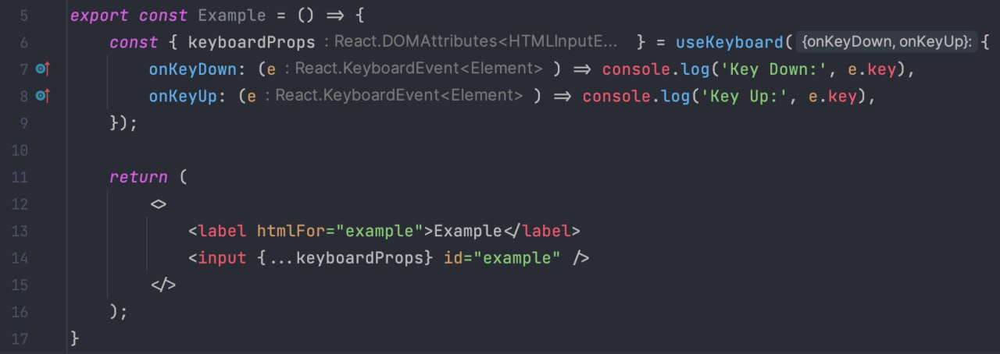 5 export const Example = () => {
6 const { keyboardProps : React.DOMAttributes<HTMLInputE... } = useKeyboard( {onKeyDown, onKeyUp}: {
7 onKeyDown: (e : React.KeyboardEvent<Element> ) => console.log('Key Down:', e.key),
8 onKeyUp: (e : React.KeyboardEvent<Element> ) => console.log('Key Up:', e.key),
9 });
10
11 return (
12 <>
13 <label htmlFor="example">Example</label>
14 <input {...keyboardProps} id="example" />
15 </>
16 );
17 }